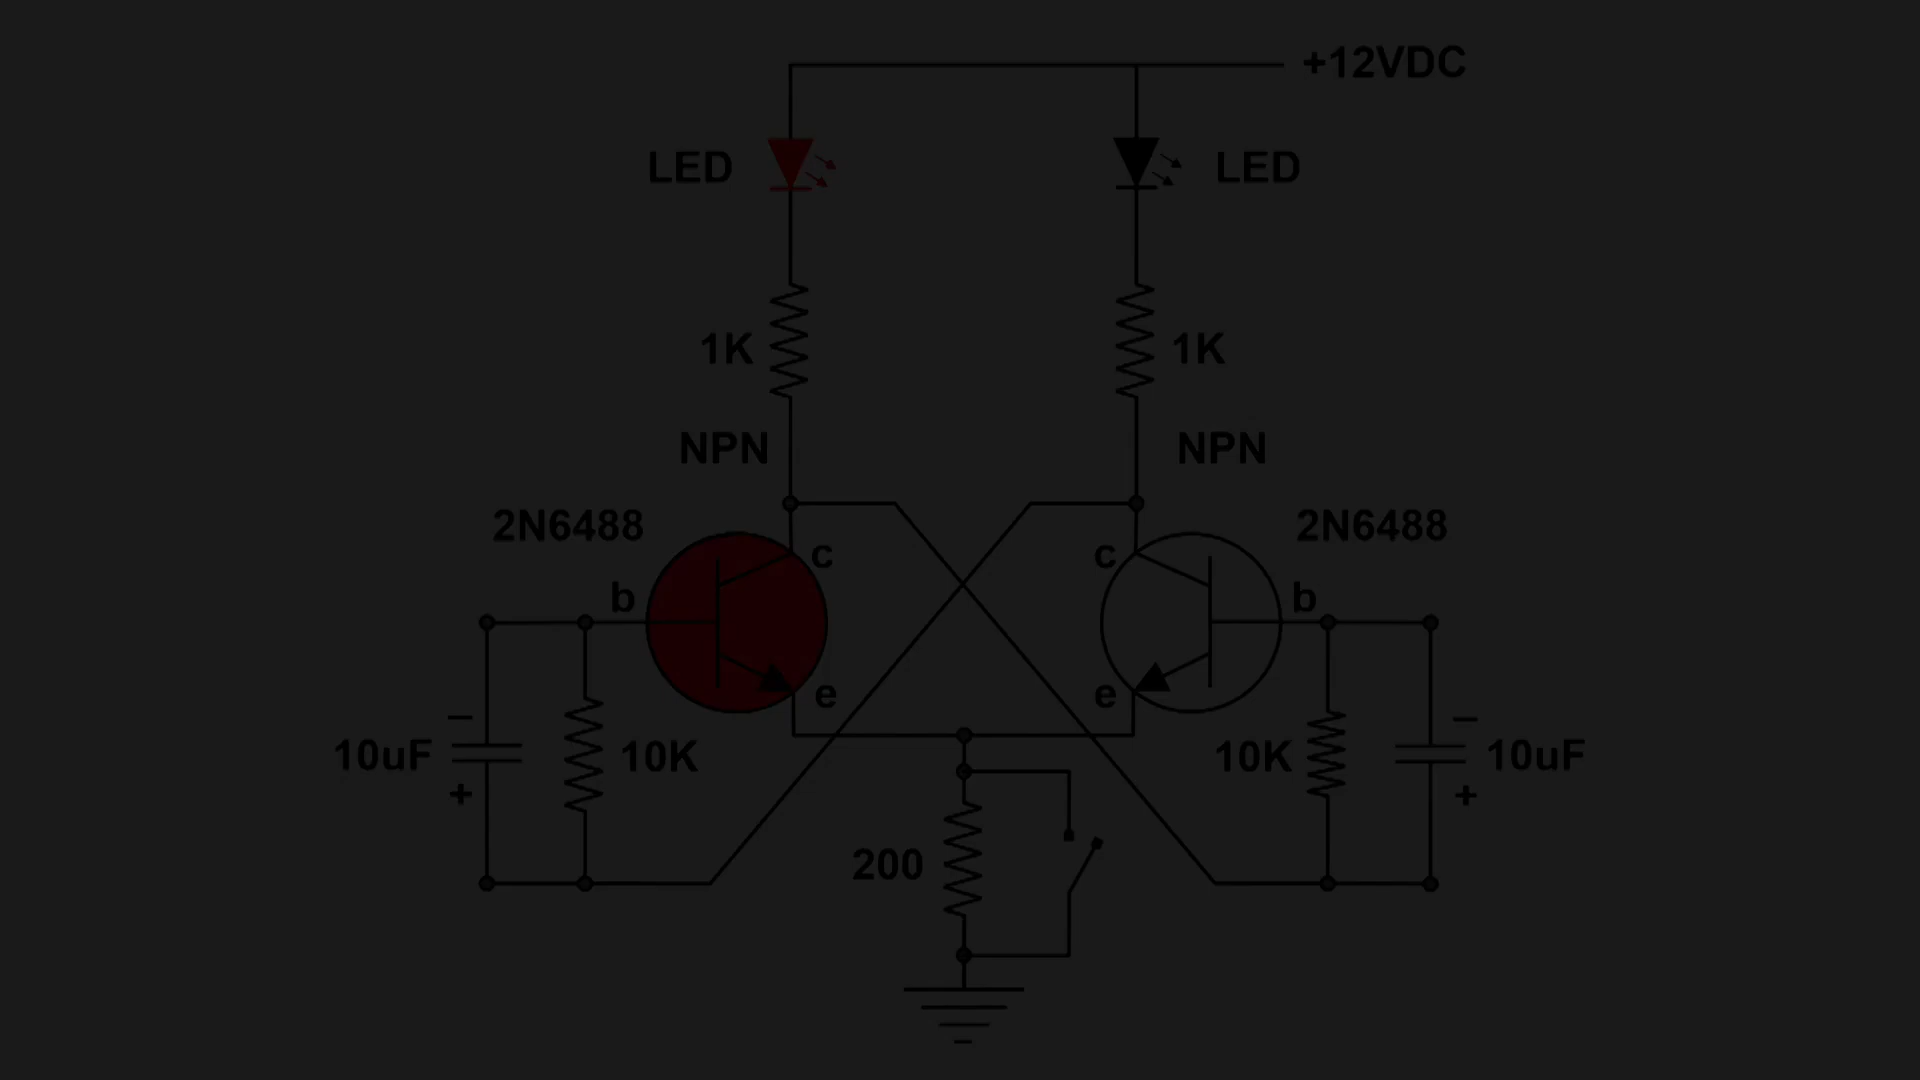 +12VDC
LED
LED
1K
1K
NPN
NPN
2N6488
2N6488
c
c
b
b
e
e
−
−
10uF
10K
10K
10uF
+
+
200